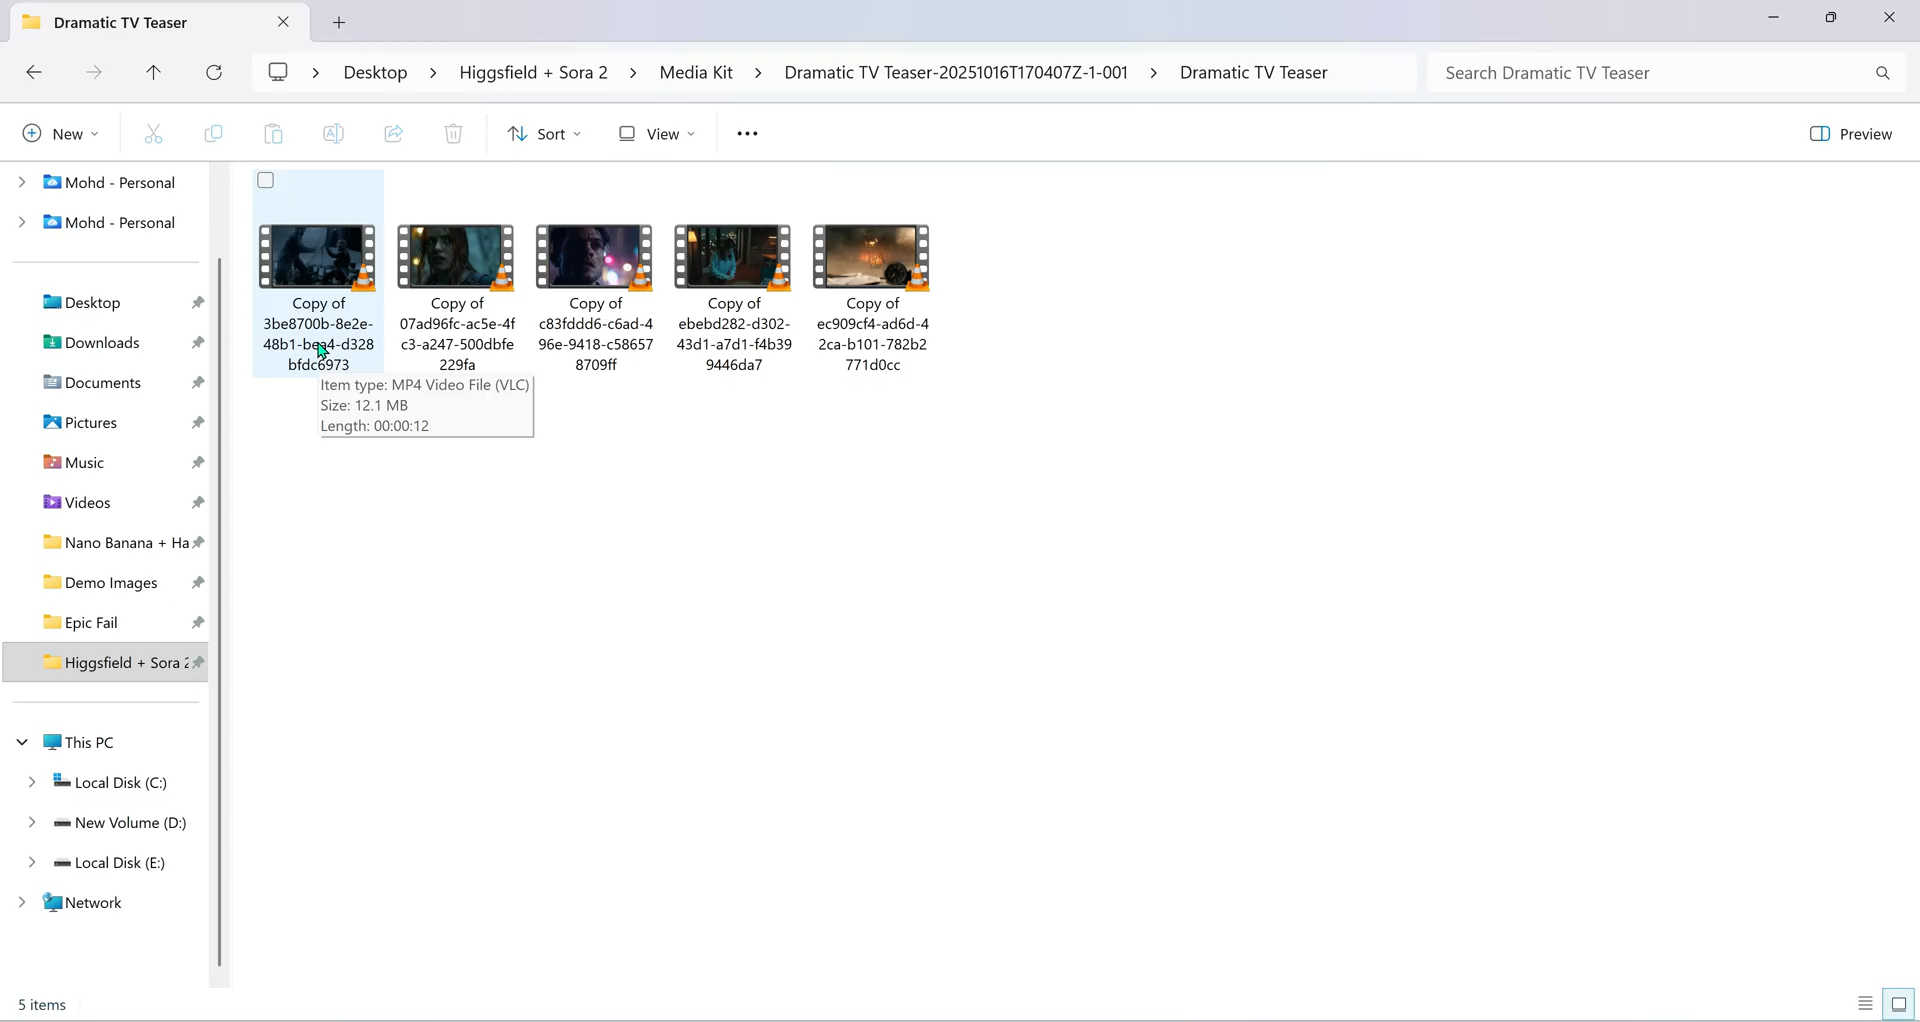 Dramatic TV Teaser
Desktop > Higgsfield + Sora 2 > Media Kit > Dramatic TV Teaser-20251016T170407Z-1-001 > Dramatic TV Teaser
Search Dramatic TV Teaser
New
Sort
View
Preview
Mohd - Personal
Mohd - Personal
Desktop
Downloads
Documents
Pictures
Music
Videos
Nano Banana + Ha
Demo Images
Epic Fail
Higgsfield + Sora 2
This PC
Local Disk (C:)
New Volume (D:)
Local Disk (E:)
Network
Copy of
3be8700b-8e2e-
48b1-bea4-d328
bfdc6973
Copy of
07ad96fc-ac5e-4f
c3-a247-500dbfe
229fa
Copy of
c83fddd6-c6ad-4
96e-9418-c58657
8709ff
Copy of
ebebd282-d302-
43d1-a7d1-f4b39
9446da7
Copy of
ec909cf4-ad6d-4
2ca-b101-782b2
771d0cc
Item type: MP4 Video File (VLC)
Size: 12.1 MB
Length: 00:00:12
5 items